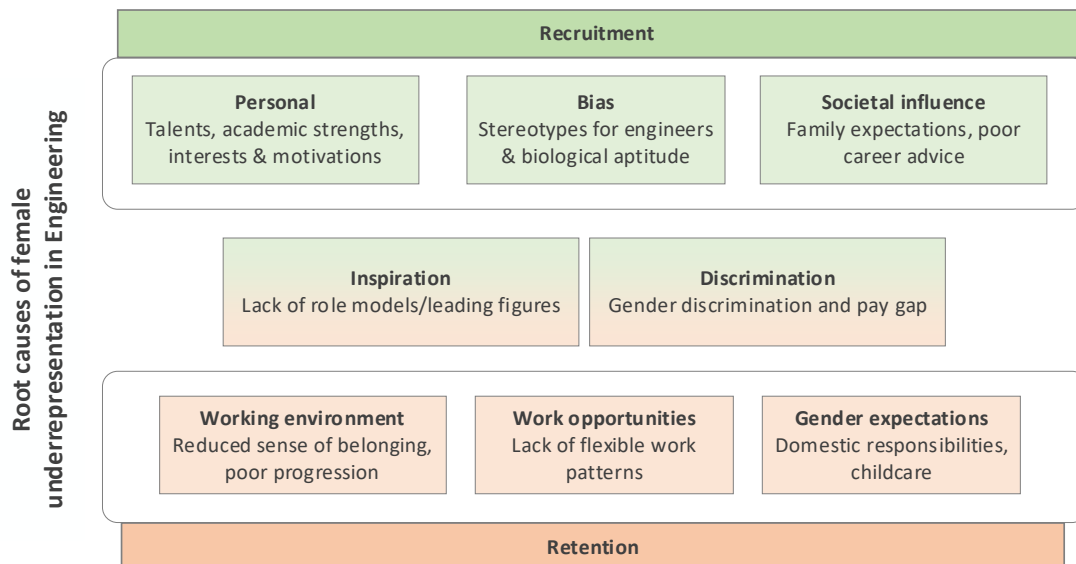 Recruitment
Root causes of female
underrepresentation in Engineering
Personal
Talents, academic strengths,
interests & motivations
Bias
Stereotypes for engineers
& biological aptitude
Societal influence
Family expectations, poor
career advice
Inspiration
Lack of role models/leading figures
Discrimination
Gender discrimination and pay gap
Working environment
Reduced sense of belonging,
poor progression
Work opportunities
Lack of flexible work
patterns
Gender expectations
Domestic responsibilities,
childcare
Retention